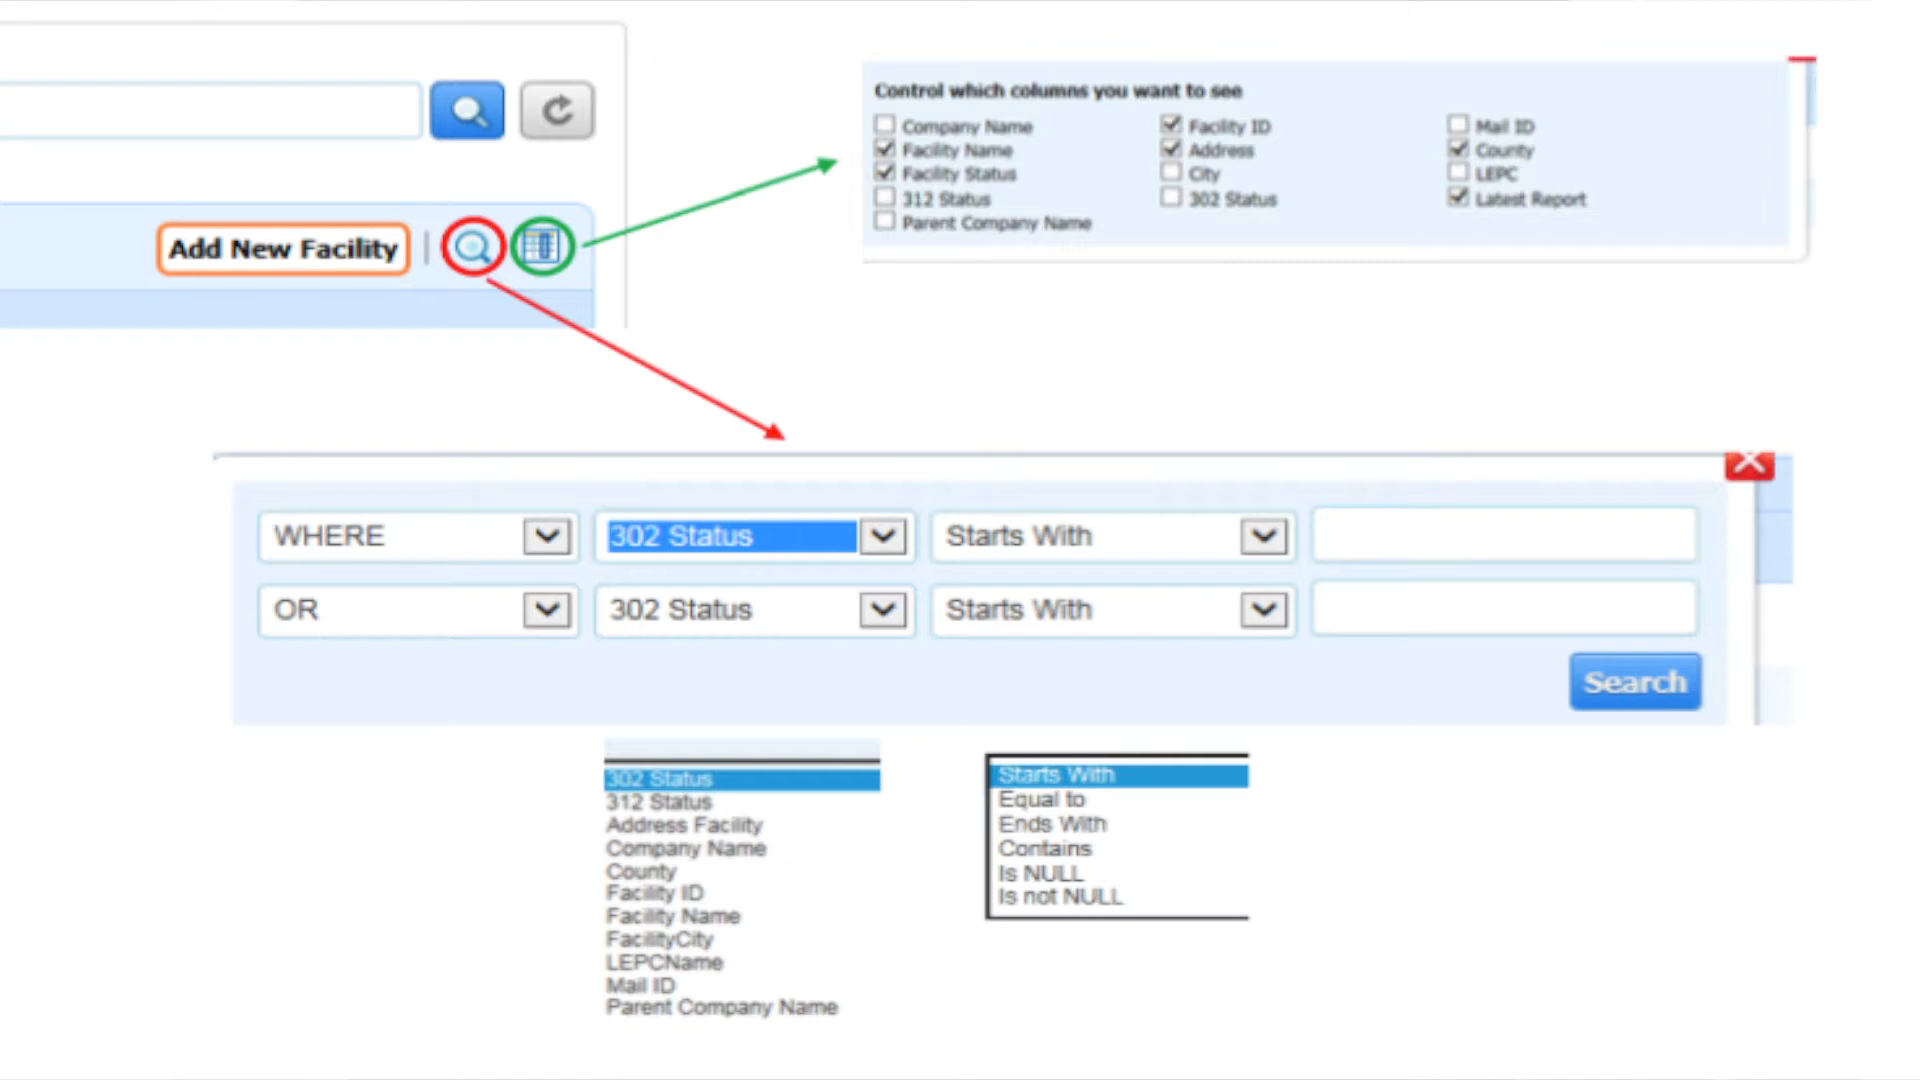 Control which columns you want to see
Company Name Facility ID Mail ID
Facility Name Address County
Facility Status City LEPC
312 Status 302 Status Latest Report
Parent Company Name
Add New Facility
WHERE 302 Status Starts With
OR 302 Status Starts With
Search
302 Status
312 Status
Address Facility
Company Name
County
Facility ID
Facility Name
FacilityCity
LEPCName
Mail ID
Parent Company Name
Starts With
Equal to
Ends With
Contains
Is NULL
Is not NULL